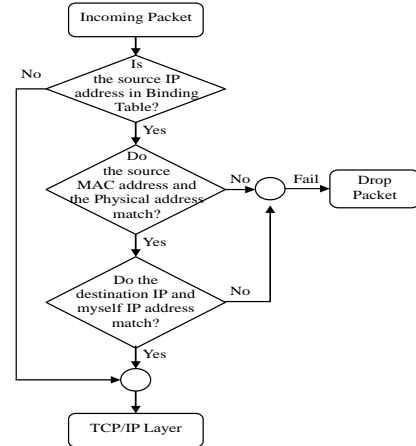 Incoming Packet
No
Is
the source IP
address in Binding
Table?
Yes
Do
the source
MAC address and
the Physical address
match?
No
Fail
Drop
Packet
Yes
Do the
destination IP and
myself IP address
match?
No
Yes
TCP/IP Layer